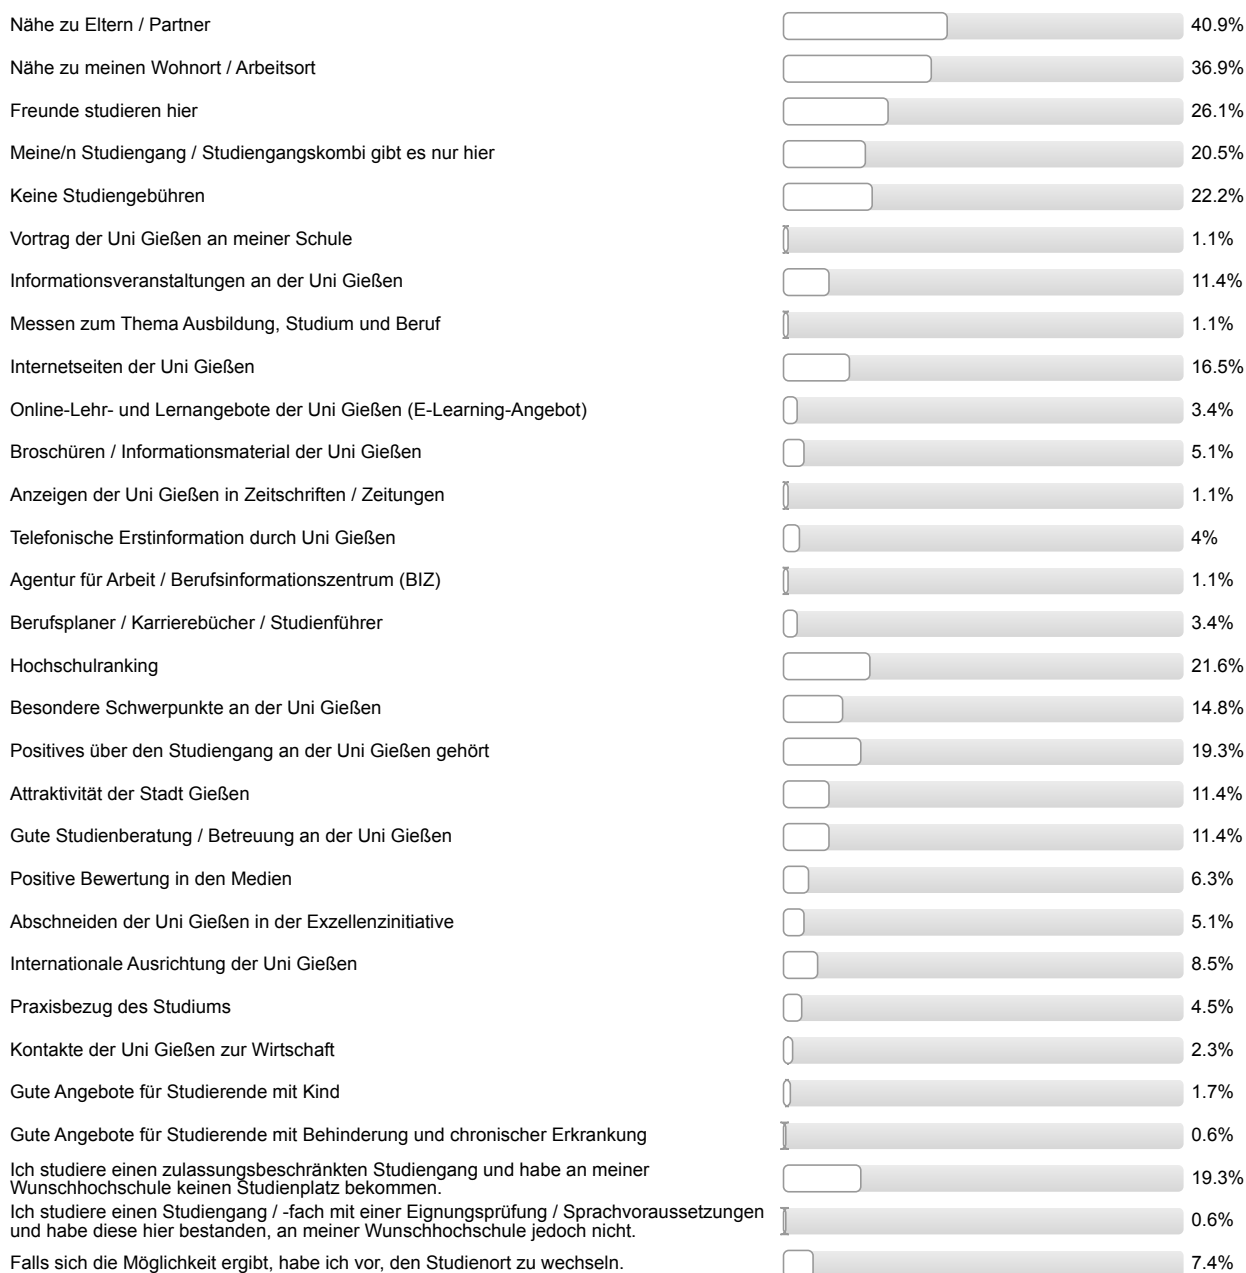 Nähe zu Eltern / Partner 40.9%
Nähe zu meinen Wohnort / Arbeitsort 36.9%
Freunde studieren hier 26.1%
Meine/n Studiengang / Studiengangskombi gibt es nur hier 20.5%
Keine Studiengebühren 22.2%
Vortrag der Uni Gießen an meiner Schule 1.1%
Informationsveranstaltungen an der Uni Gießen 11.4%
Messen zum Thema Ausbildung, Studium und Beruf 1.1%
Internetseiten der Uni Gießen 16.5%
Online-Lehr- und Lernangebote der Uni Gießen (E-Learning-Angebot) 3.4%
Broschüren / Informationsmaterial der Uni Gießen 5.1%
Anzeigen der Uni Gießen in Zeitschriften / Zeitungen 1.1%
Telefonische Erstinformation durch Uni Gießen 4%
Agentur für Arbeit / Berufsinformationszentrum (BIZ) 1.1%
Berufsplaner / Karrierebücher / Studienführer 3.4%
Hochschulranking 21.6%
Besondere Schwerpunkte an der Uni Gießen 14.8%
Positives über den Studiengang an der Uni Gießen gehört 19.3%
Attraktivität der Stadt Gießen 11.4%
Gute Studienberatung / Betreuung an der Uni Gießen 11.4%
Positive Bewertung in den Medien 6.3%
Abschneiden der Uni Gießen in der Exzellenzinitiative 5.1%
Internationale Ausrichtung der Uni Gießen 8.5%
Praxisbezug des Studiums 4.5%
Kontakte der Uni Gießen zur Wirtschaft 2.3%
Gute Angebote für Studierende mit Kind 1.7%
Gute Angebote für Studierende mit Behinderung und chronischer Erkrankung 0.6%
Ich studiere einen zulassungsbeschränkten Studiengang und habe an meiner
Wunschhochschule keinen Studienplatz bekommen. 19.3%
Ich studiere einen Studiengang / -fach mit einer Eignungsprüfung / Sprachvoraussetzungen
und habe diese hier bestanden, an meiner Wunschhochschule jedoch nicht. 0.6%
Falls sich die Möglichkeit ergibt, habe ich vor, den Studienort zu wechseln. 7.4%